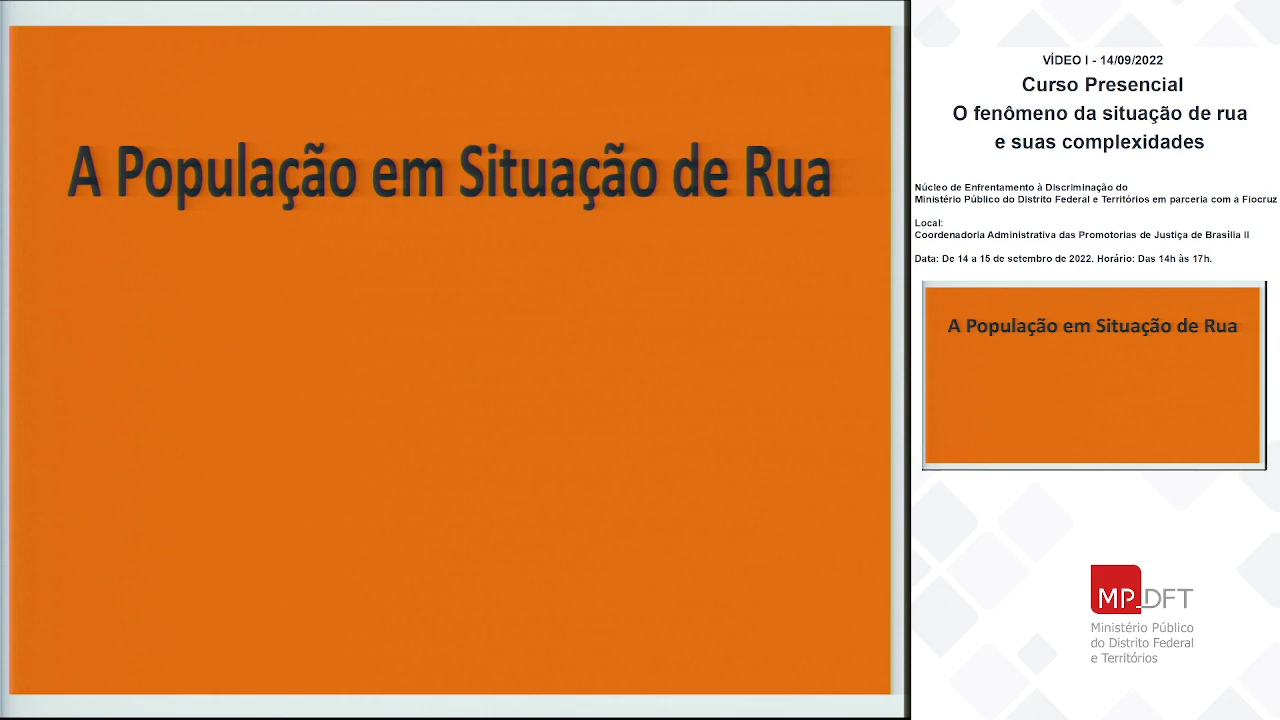 A População em Situação de Rua
VÍDEO I - 14/09/2022
Curso Presencial
O fenômeno da situação de rua
e suas complexidades
Núcleo de Enfrentamento à Discriminação do
Ministério Público do Distrito Federal e Territórios em parceria com a Fiocruz
Local:
Coordenadoria Administrativa das Promotorias de Justiça de Brasília II
Data: De 14 a 15 de setembro de 2022. Horário: Das 14h às 17h.
A População em Situação de Rua
MPDFT
Ministério Público
do Distrito Federal
e Territórios